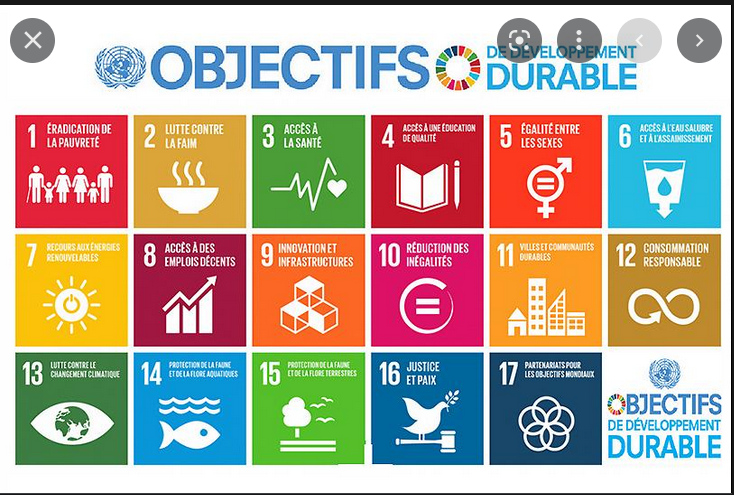 OBJECTIFS
DE DÉVELOPPEMENT
DURABLE
1 ÉRADICATION DE
LA PAUVRETÉ
2 LUTTE CONTRE
LA FAIM
3 ACCÈS À
LA SANTÉ
4 ACCÈS À UNE ÉDUCATION
DE QUALITÉ
5 ÉGALITÉ ENTRE
LES SEXES
6 ACCÈS À L'EAU SALUBRE
ET À L'ASSAINISSEMENT
7 RECOURS AUX ÉNERGIES
RENOUVELABLES
8 ACCÈS À DES
EMPLOIS DÉCENTS
9 INNOVATION ET
INFRASTRUCTURES
10 RÉDUCTION DES
INÉGALITÉS
11 VILLES ET COMMUNAUTÉS
DURABLES
12 CONSOMMATION
RESPONSABLE
13 LUTTE CONTRE LE
CHANGEMENT CLIMATIQUE
14 PROTECTION DE LA FAUNE
ET DE LA FLORE AQUATIQUES
15 PROTECTION DE LA FAUNE
ET DE LA FLORE TERRESTRES
16 JUSTICE
ET PAIX
17 PARTENARIATS POUR
LES OBJECTIFS MONDIAUX
OBJECTIFS
DE DÉVELOPPEMENT
DURABLE